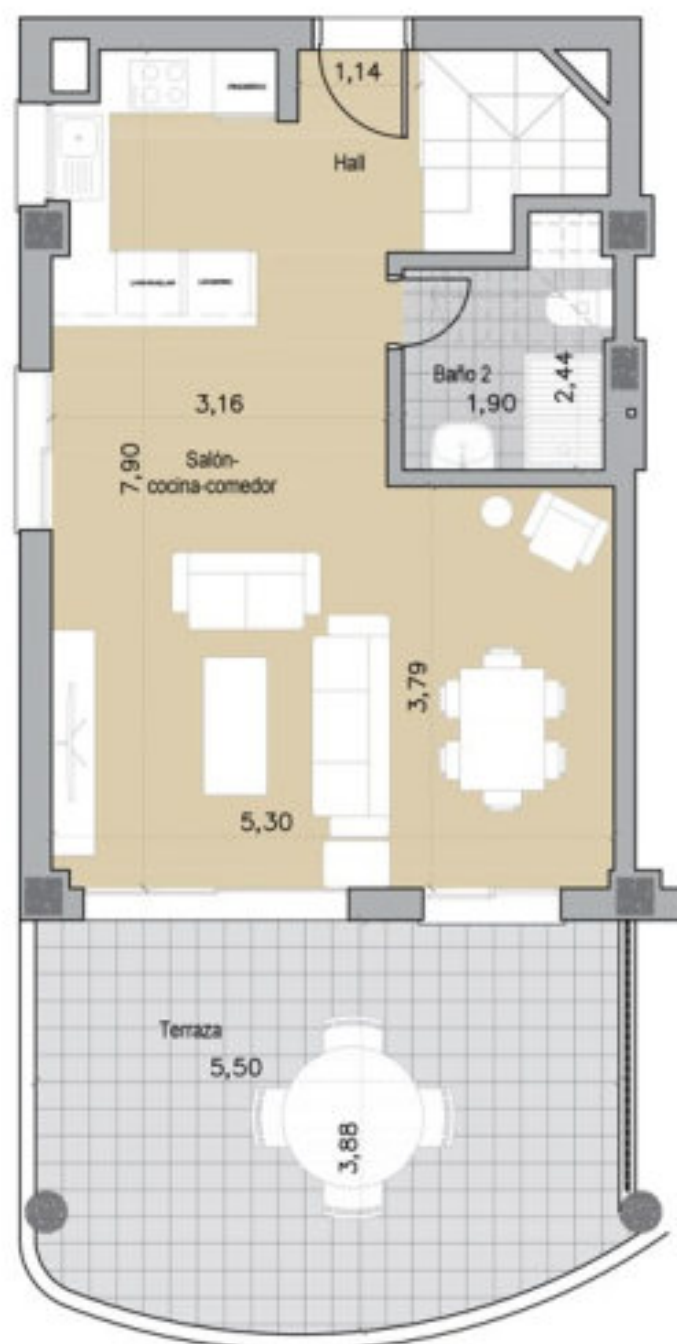 1,14
Hall
3,16
7,90
Salón-
cocina-comedor
Baño 2
1,90
2,44
3,79
5,30
Terraza
5,50
3,88